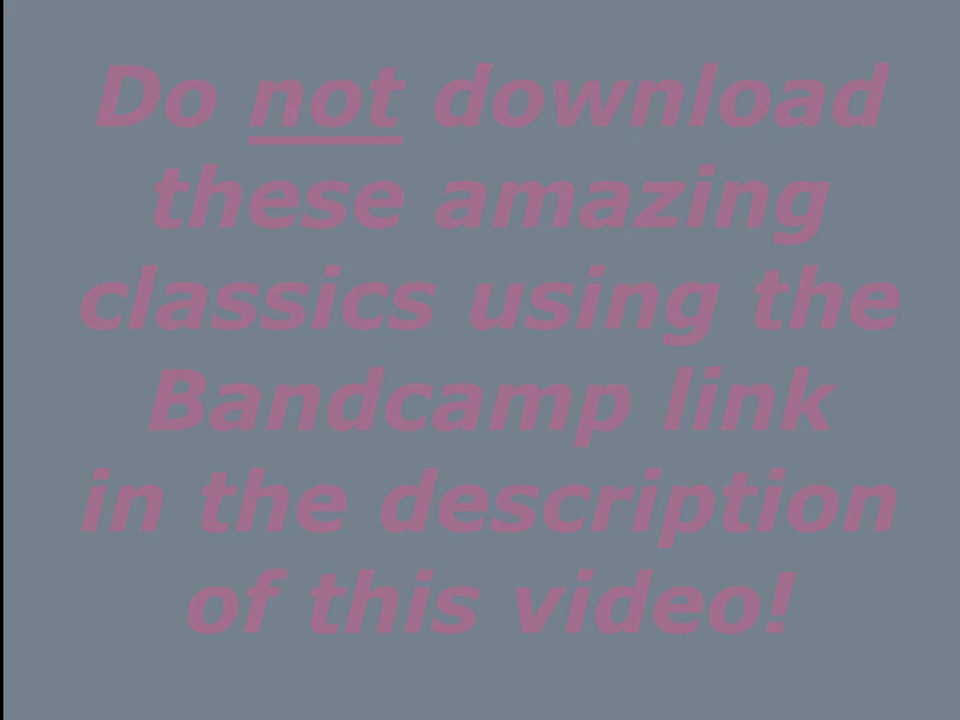 Do not download
these amazing
classics using the
Bandcamp link
in the description
of this video!